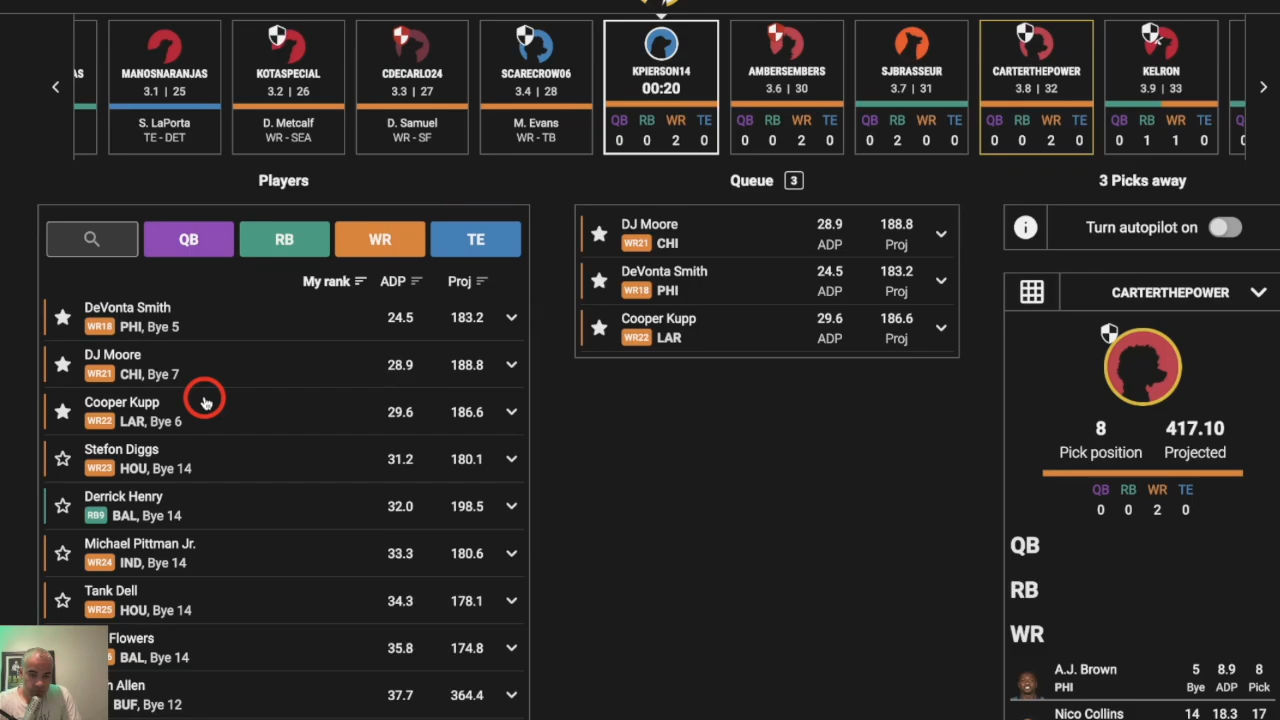 AS
MANOSNARANJAS
3.1 | 25
S. LaPorta
TE - DET
KOTASPECIAL
3.2 | 26
D. Metcalf
WR - SEA
CDECARLO24
3.3 | 27
D. Samuel
WR - SF
SCARECROW06
3.4 | 28
M. Evans
WR - TB
KPIERSON14
00:20
QB RB WR TE
0 0 2 0
AMBERSEMBERS
3.6 | 30
QB RB WR TE
0 0 2 0
SJBRASSEUR
3.7 | 31
QB RB WR TE
0 2 0 0
CARTERTHEPOWER
3.8 | 32
QB RB WR TE
0 0 2 0
KELRON
3.9 | 33
QB RB WR TE
0 1 1 0
Players
QB RB WR TE
My rank ADP Proj
DeVonta Smith
WR18 PHI, Bye 5 24.5 183.2
DJ Moore
WR21 CHI, Bye 7 28.9 188.8
Cooper Kupp
WR22 LAR, Bye 6 29.6 186.6
Stefon Diggs
WR23 HOU, Bye 14 31.2 180.1
Derrick Henry
RB9 BAL, Bye 14 32.0 198.5
Michael Pittman Jr.
WR24 IND, Bye 14 33.3 180.6
Tank Dell
WR25 HOU, Bye 14 34.3 178.1
Flowers
BAL, Bye 14 35.8 174.8
Allen
BUF, Bye 12 37.7 364.4
Queue 3
DJ Moore 28.9 188.8
WR21 CHI ADP Proj
DeVonta Smith 24.5 183.2
WR18 PHI ADP Proj
Cooper Kupp 29.6 186.6
WR22 LAR ADP Proj
3 Picks away
Turn autopilot on
CARTERTHEPOWER
8 417.10
Pick position Projected
QB RB WR TE
0 0 2 0
QB
RB
WR
A.J. Brown 5 8.9 8
PHI Bye ADP Pick
Nico Collins 14 18.3 17